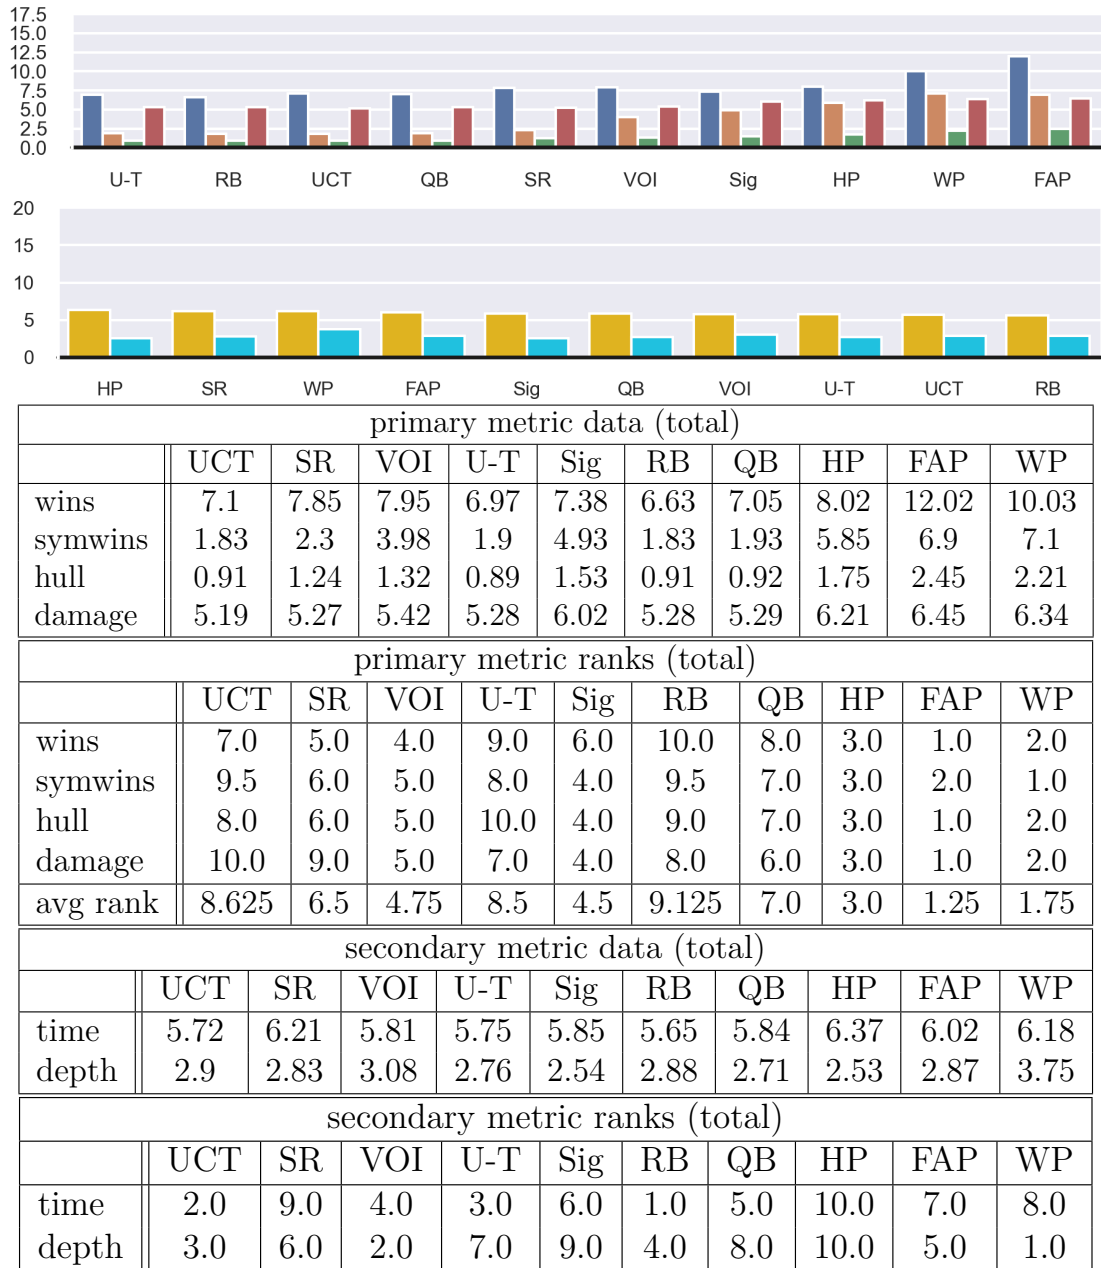 17.5
15.0
12.5
10.0
7.5
5.0
2.5
0.0
U-T RB UCT QB SR VOI Sig HP WP FAP
20
15
10
5
0
HP SR WP FAP Sig QB VOI U-T UCT RB
primary metric data (total)
UCT SR VOI U-T Sig RB QB HP FAP WP
wins 7.1 7.85 7.95 6.97 7.38 6.63 7.05 8.02 12.02 10.03
symwins 1.83 2.3 3.98 1.9 4.93 1.83 1.93 5.85 6.9 7.1
hull 0.91 1.24 1.32 0.89 1.53 0.91 0.92 1.75 2.45 2.21
damage 5.19 5.27 5.42 5.28 6.02 5.28 5.29 6.21 6.45 6.34
primary metric ranks (total)
UCT SR VOI U-T Sig RB QB HP FAP WP
wins 7.0 5.0 4.0 9.0 6.0 10.0 8.0 3.0 1.0 2.0
symwins 9.5 6.0 5.0 8.0 4.0 9.5 7.0 3.0 2.0 1.0
hull 8.0 6.0 5.0 10.0 4.0 9.0 7.0 3.0 1.0 2.0
damage 10.0 9.0 5.0 7.0 4.0 8.0 6.0 3.0 1.0 2.0
avg rank 8.625 6.5 4.75 8.5 4.5 9.125 7.0 3.0 1.25 1.75
secondary metric data (total)
UCT SR VOI U-T Sig RB QB HP FAP WP
time 5.72 6.21 5.81 5.75 5.85 5.65 5.84 6.37 6.02 6.18
depth 2.9 2.83 3.08 2.76 2.54 2.88 2.71 2.53 2.87 3.75
secondary metric ranks (total)
UCT SR VOI U-T Sig RB QB HP FAP WP
time 2.0 9.0 4.0 3.0 6.0 1.0 5.0 10.0 7.0 8.0
depth 3.0 6.0 2.0 7.0 9.0 4.0 8.0 10.0 5.0 1.0